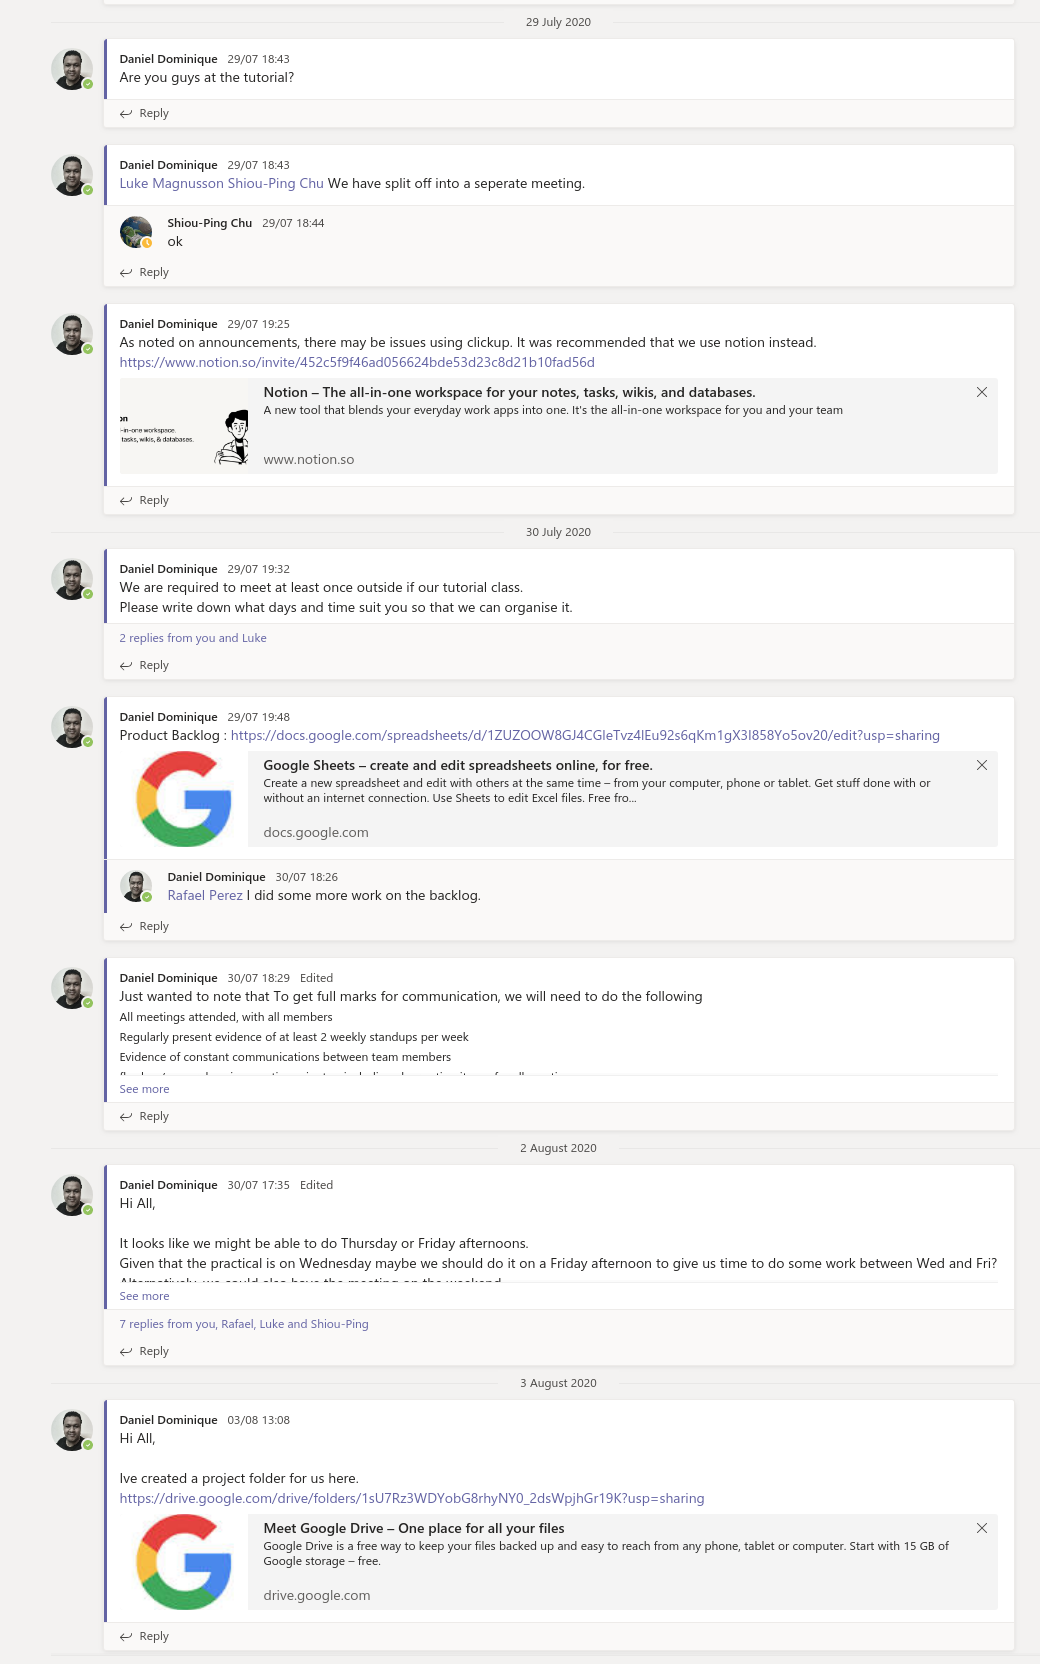 29 July 2020
Daniel Dominique 29/07 18:43
Are you guys at the tutorial?
Reply
Daniel Dominique 29/07 18:43
Luke Magnusson Shiou-Ping Chu We have split off into a seperate meeting.
Shiou-Ping Chu 29/07 18:44
ok
Reply
Daniel Dominique 29/07 19:25
As noted on announcements, there may be issues using clickup. It was recommended that we use notion instead.
https://www.notion.so/invite/452c5f9f46ad056624bde53d23c8d21b10fad56d
Notion – The all-in-one workspace for your notes, tasks, wikis, and databases.
A new tool that blends your everyday work apps into one. It's the all-in-one workspace for you and your team
on
-in-one workspace.
tasks, wikis, & databases.
www.notion.so
Reply
30 July 2020
Daniel Dominique 29/07 19:32
We are required to meet at least once outside if our tutorial class.
Please write down what days and time suit you so that we can organise it.
2 replies from you and Luke
Reply
Daniel Dominique 29/07 19:48
Product Backlog : https://docs.google.com/spreadsheets/d/1ZUZOOW8GJ4CGleTvz4lEu92s6qKm1gX3I858Yo5ov20/edit?usp=sharing
Google Sheets – create and edit spreadsheets online, for free.
Create a new spreadsheet and edit with others at the same time – from your computer, phone or tablet. Get stuff done with or
without an internet connection. Use Sheets to edit Excel files. Free fro...
docs.google.com
Daniel Dominique 30/07 18:26
Rafael Perez I did some more work on the backlog.
Reply
Daniel Dominique 30/07 18:29 Edited
Just wanted to note that To get full marks for communication, we will need to do the following
All meetings attended, with all members
Regularly present evidence of at least 2 weekly standups per week
Evidence of constant communications between team members
See more
Reply
2 August 2020
Daniel Dominique 30/07 17:35 Edited
Hi All,
It looks like we might be able to do Thursday or Friday afternoons.
Given that the practical is on Wednesday maybe we should do it on a Friday afternoon to give us time to do some work between Wed and Fri?
Alternatively, we could also have the meeting on the weekend
See more
7 replies from you, Rafael, Luke and Shiou-Ping
Reply
3 August 2020
Daniel Dominique 03/08 13:08
Hi All,
Ive created a project folder for us here.
https://drive.google.com/drive/folders/1sU7Rz3WDYobG8rhyNY0_2dsWpjhGr19K?usp=sharing
Meet Google Drive – One place for all your files
Google Drive is a free way to keep your files backed up and easy to reach from any phone, tablet or computer. Start with 15 GB of
Google storage – free.
drive.google.com
Reply